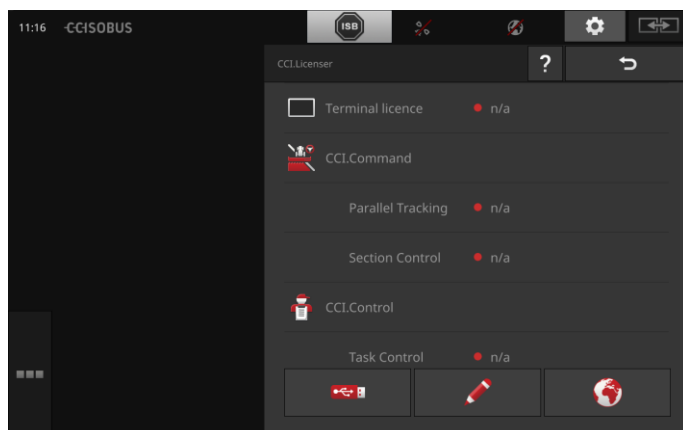 11:16 CCISOBUS ISB
CCI.Licenser ?
Terminal licence n/a
CCI.Command
Parallel Tracking n/a
Section Control n/a
CCI.Control
Task Control n/a